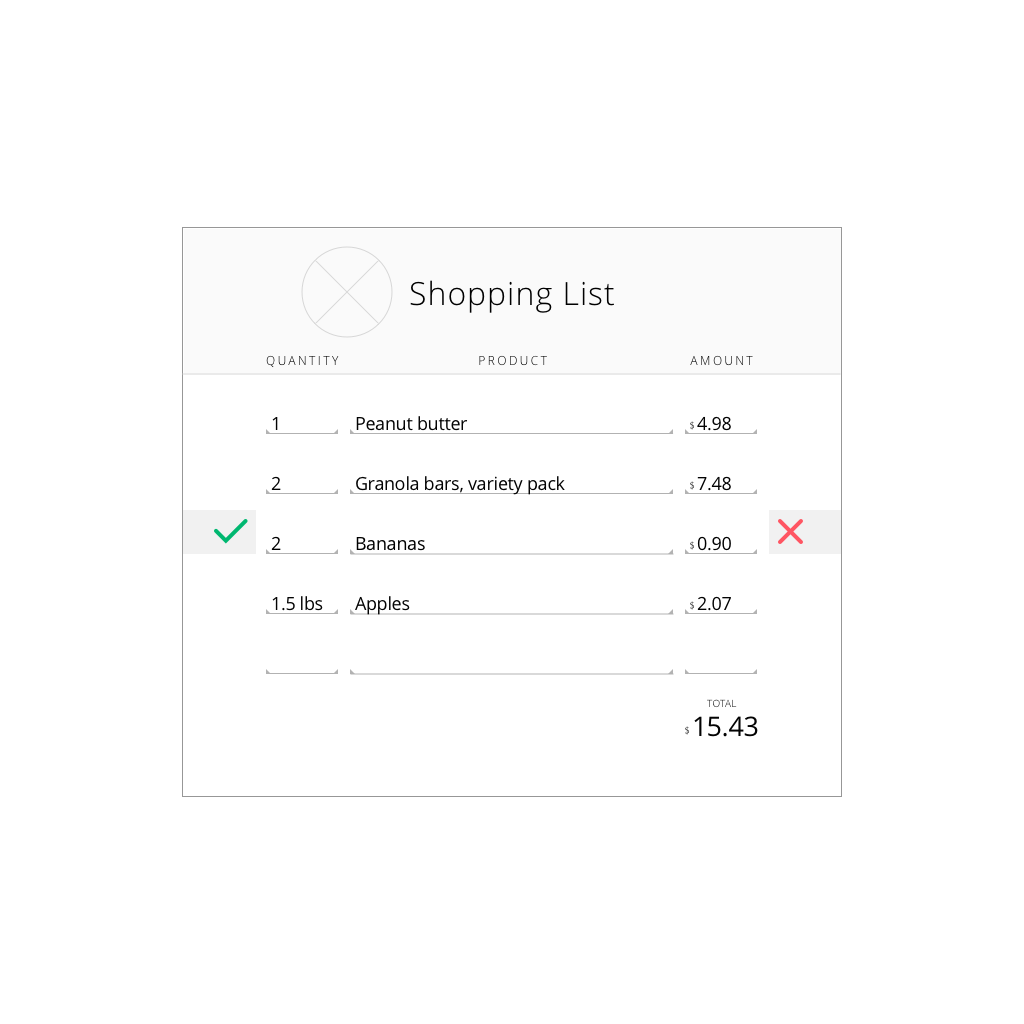 Shopping List
QUANTITY PRODUCT AMOUNT
1 Peanut butter $4.98
2 Granola bars, variety pack $7.48
2 Bananas $0.90
1.5 lbs Apples $2.07
TOTAL
$15.43